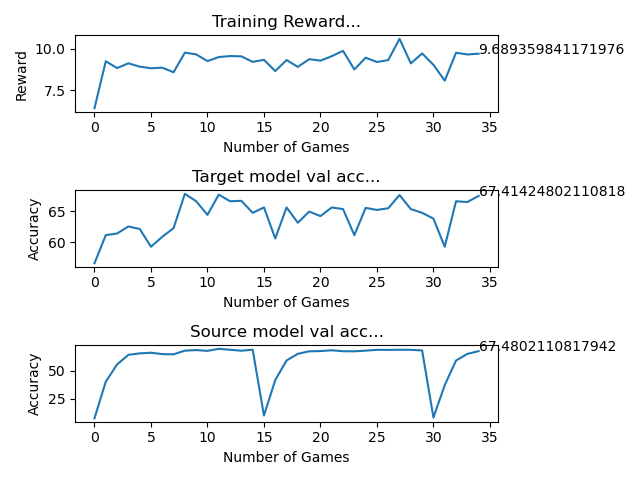 Training Reward...
10.0
7.5
Reward
9.689359841171976
0 5 10 15 20 25 30 35
Number of Games
Target model val acc...
65
60
Accuracy
67.41424802110818
0 5 10 15 20 25 30 35
Number of Games
Source model val acc...
50
25
Accuracy
67.4802110817942
0 5 10 15 20 25 30 35
Number of Games